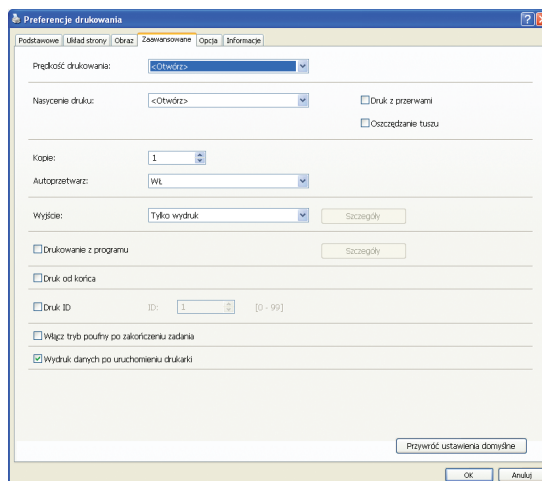 Preferencje drukowania
Podstawowe Układ strony Obraz Zaawansowane Opcja Informacje
Prędkość drukowania: <Otwórz>
Nasycenie druku: <Otwórz> Druk z przerwami
Oszczędzanie tuszu
Kopie: 1
Autoprzetwarz: WŁ
Wyjście: Tylko wydruk Szczegóły
Drukowanie z programu Szczegóły
Druk od końca
Druk ID ID: 1 [0 - 99]
Włącz tryb poufny po zakończeniu zadania
Wydruk danych po uruchomieniu drukarki
Przywróć ustawienia domyślne
OK Anuluj